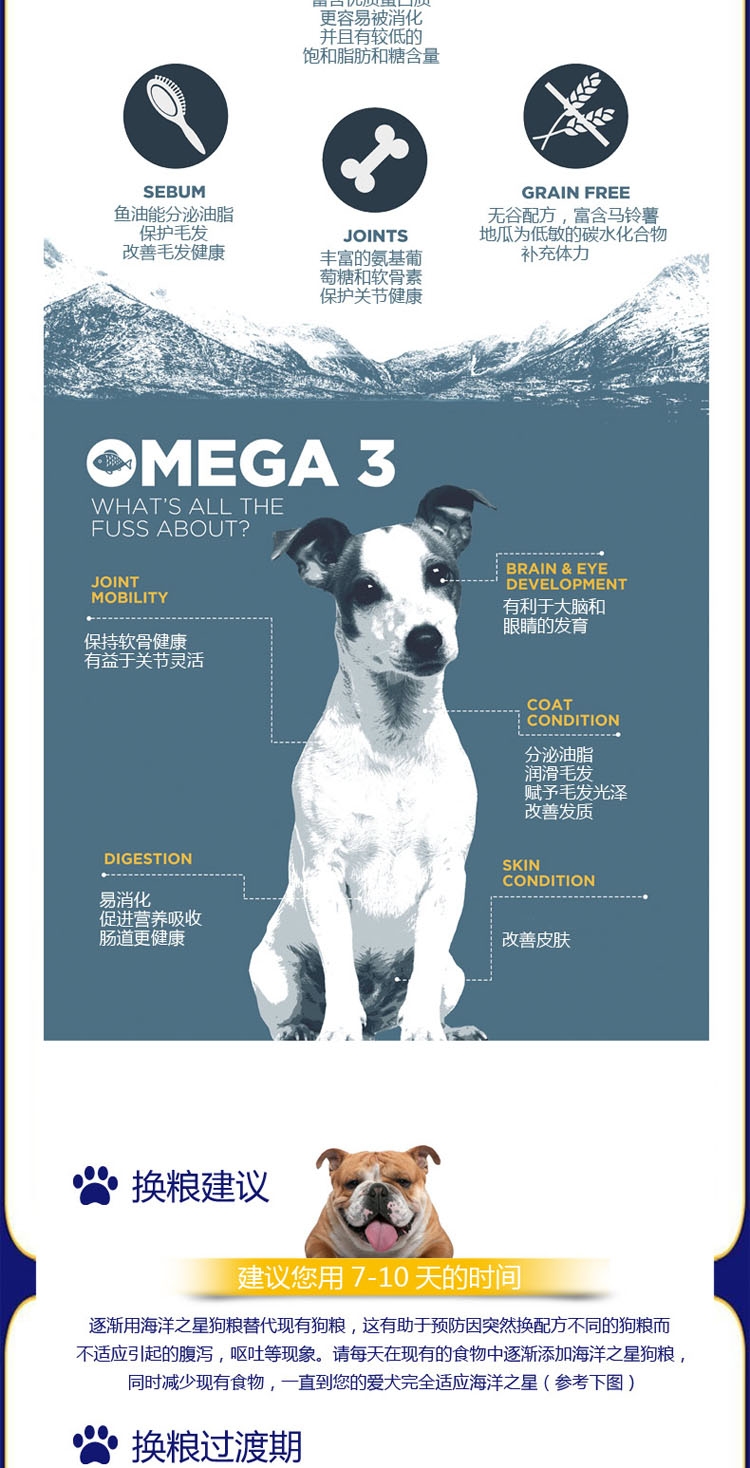 富含优质蛋白质
更容易被消化
并且有较低的
饱和脂肪和糖含量
SEBUM
鱼油能分泌油脂
保护毛发
改善毛发健康
JOINTS
丰富的氨基葡
萄糖和软骨素
保护关节健康
GRAIN FREE
无谷配方，富含马铃薯
地瓜为低敏的碳水化合物
补充体力
OMEGA 3
WHAT'S ALL THE
FUSS ABOUT?
JOINT
MOBILITY
保持软骨健康
有益于关节灵活
BRAIN & EYE
DEVELOPMENT
有利于大脑和
眼睛的发育
COAT
CONDITION
分泌油脂
润滑毛发
赋予毛发光泽
改善发质
DIGESTION
易消化
促进营养吸收
肠道更健康
SKIN
CONDITION
改善皮肤
换粮建议
建议您用 7-10 天的时间
逐渐用海洋之星狗粮替代现有狗粮，这有助于预防因突然换配方不同的狗粮而
不适应引起的腹泻，呕吐等现象。请每天在现有的食物中逐渐添加海洋之星狗粮，
同时减少现有食物，一直到您的爱犬完全适应海洋之星（参考下图）
换粮过渡期